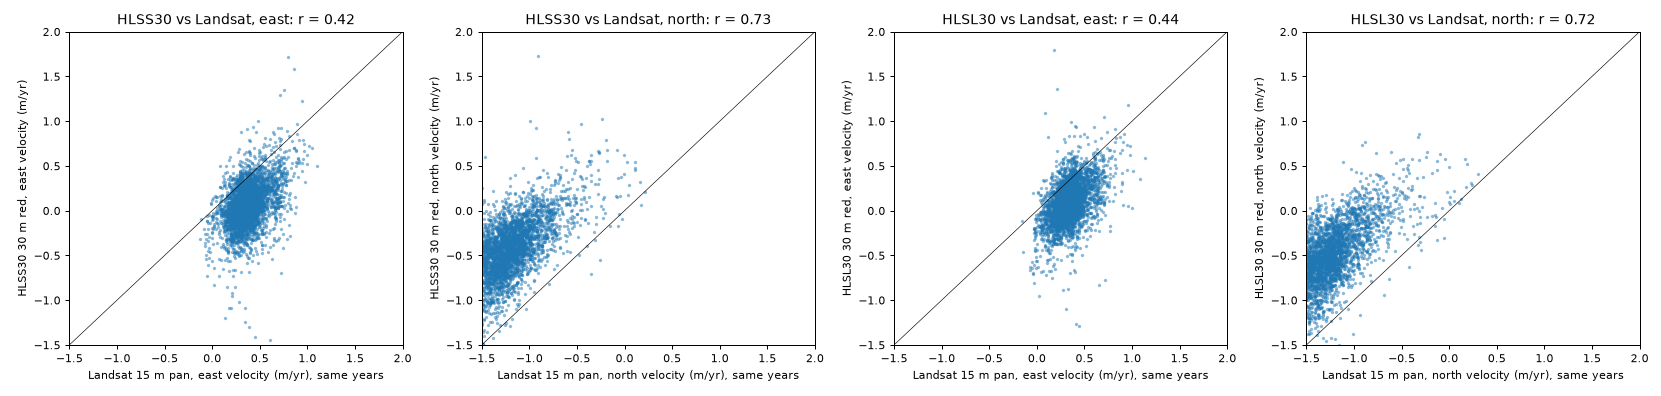 HLSS30 vs Landsat, east: r = 0.42
HLSS30 30 m red, east velocity (m/yr)
2.0
1.5
1.0
0.5
0.0
−0.5
−1.0
−1.5
−1.5 −1.0 −0.5 0.0 0.5 1.0 1.5 2.0
Landsat 15 m pan, east velocity (m/yr), same years
HLSS30 vs Landsat, north: r = 0.73
HLSS30 30 m red, north velocity (m/yr)
2.0
1.5
1.0
0.5
0.0
−0.5
−1.0
−1.5
−1.5 −1.0 −0.5 0.0 0.5 1.0 1.5 2.0
Landsat 15 m pan, north velocity (m/yr), same years
HLSL30 vs Landsat, east: r = 0.44
HLSL30 30 m red, east velocity (m/yr)
2.0
1.5
1.0
0.5
0.0
−0.5
−1.0
−1.5
−1.5 −1.0 −0.5 0.0 0.5 1.0 1.5 2.0
Landsat 15 m pan, east velocity (m/yr), same years
HLSL30 vs Landsat, north: r = 0.72
HLSL30 30 m red, north velocity (m/yr)
2.0
1.5
1.0
0.5
0.0
−0.5
−1.0
−1.5
−1.5 −1.0 −0.5 0.0 0.5 1.0 1.5 2.0
Landsat 15 m pan, north velocity (m/yr), same years